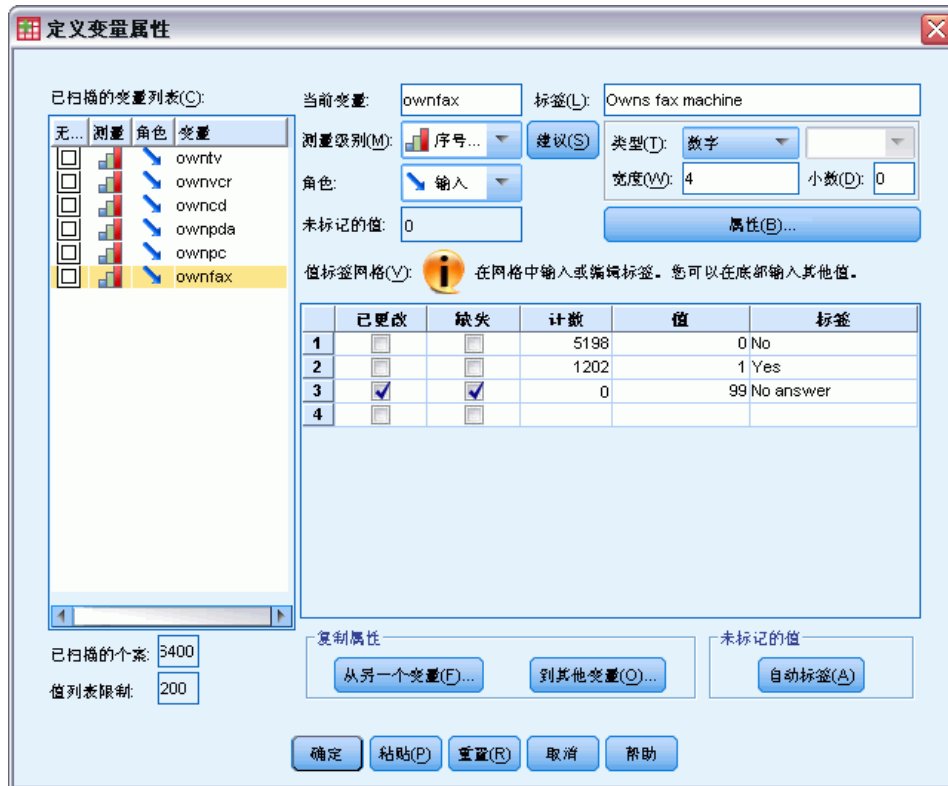 定义变量属性
已扫描的变量列表(C):
无... 测量 角色 变量
owntv
ownvcr
owncd
ownpda
ownpc
ownfax
已扫描的个案: 6400
值列表限制: 200
当前变量: ownfax 标签(L): Owns fax machine
测量级别(M): 序号... 建议(S) 类型(T): 数字
角色: 输入 宽度(W): 4 小数(D): 0
未标记的值: 0 属性(B)...
值标签网格(V): 在网格中输入或编辑标签。您可以在底部输入其他值。
已更改 缺失 计数 值 标签
1 5198 0 No
2 1202 1 Yes
3 0 99 No answer
4
复制属性 未标记的值
从另一个变量(F)... 到其他变量(O)... 自动标签(A)
确定 粘贴(P) 重置(R) 取消 帮助